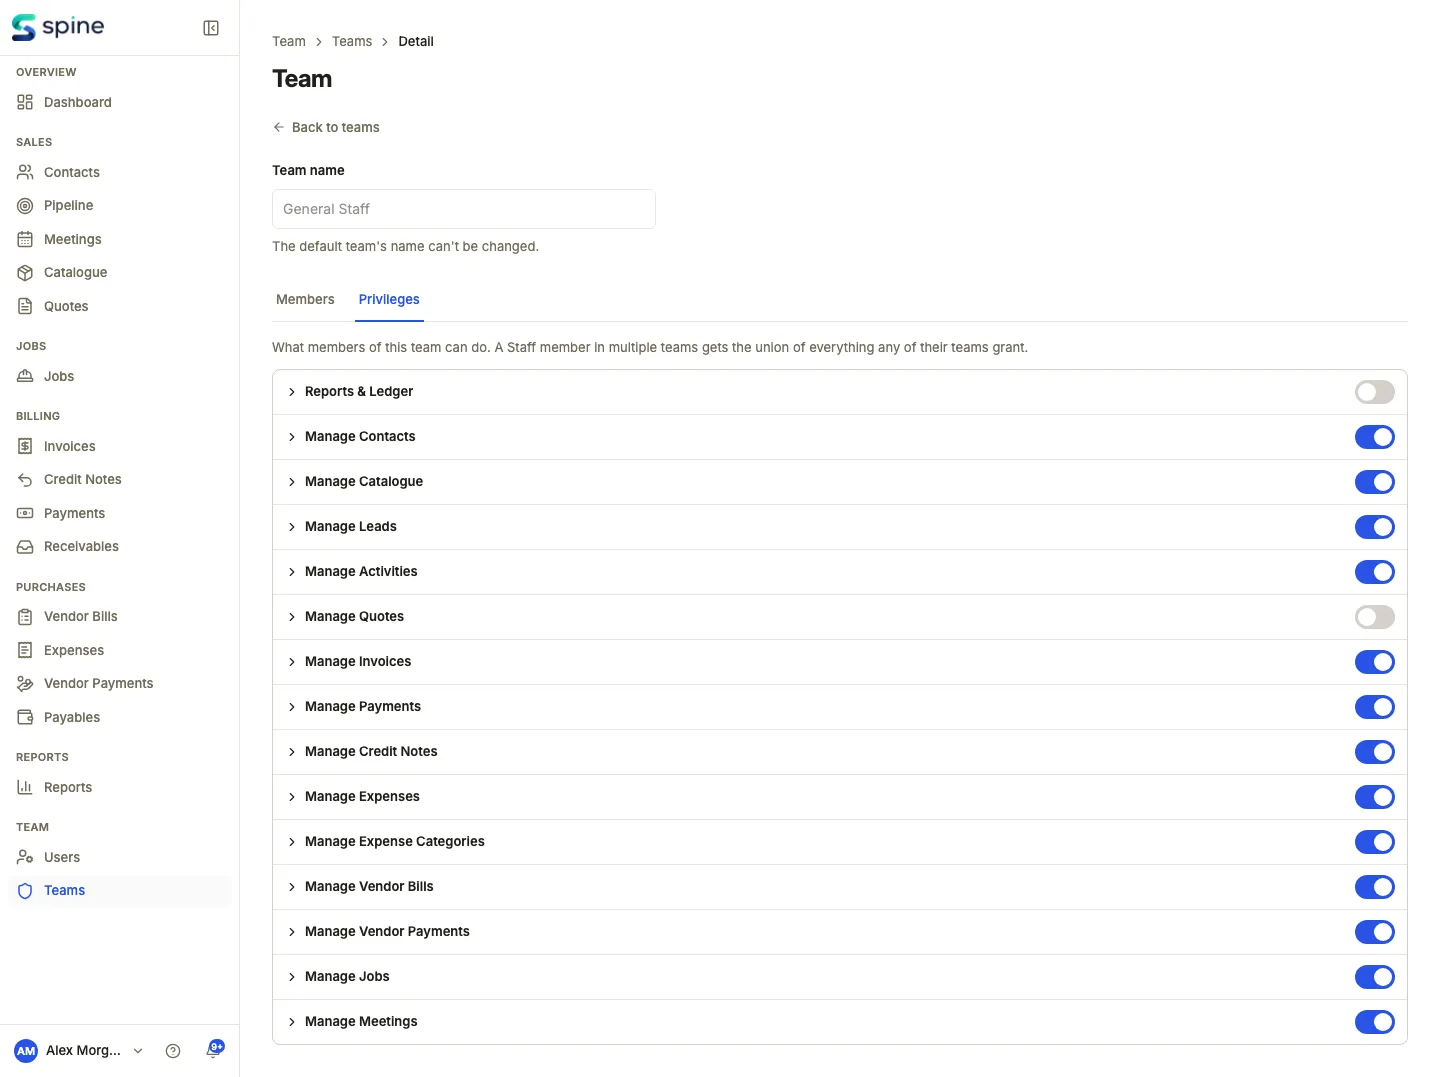 spine
OVERVIEW
Dashboard
SALES
Contacts
Pipeline
Meetings
Catalogue
Quotes
JOBS
Jobs
BILLING
Invoices
Credit Notes
Payments
Receivables
PURCHASES
Vendor Bills
Expenses
Vendor Payments
Payables
REPORTS
Reports
TEAM
Users
Teams
AM Alex Morg... 9+
Team > Teams > Detail
Team
Back to teams
Team name
General Staff
The default team's name can't be changed.
Members Privileges
What members of this team can do. A Staff member in multiple teams gets the union of everything any of their teams grant.
Reports & Ledger
Manage Contacts
Manage Catalogue
Manage Leads
Manage Activities
Manage Quotes
Manage Invoices
Manage Payments
Manage Credit Notes
Manage Expenses
Manage Expense Categories
Manage Vendor Bills
Manage Vendor Payments
Manage Jobs
Manage Meetings